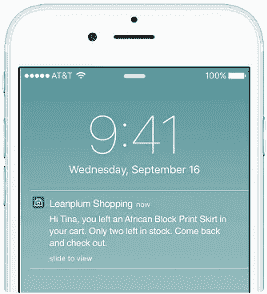 AT&T 100%
9:41
Wednesday, September 16
Leanplum Shopping now
Hi Tina, you left an African Block Print Skirt in
your cart. Only two left in stock. Come back
and check out.
slide to view